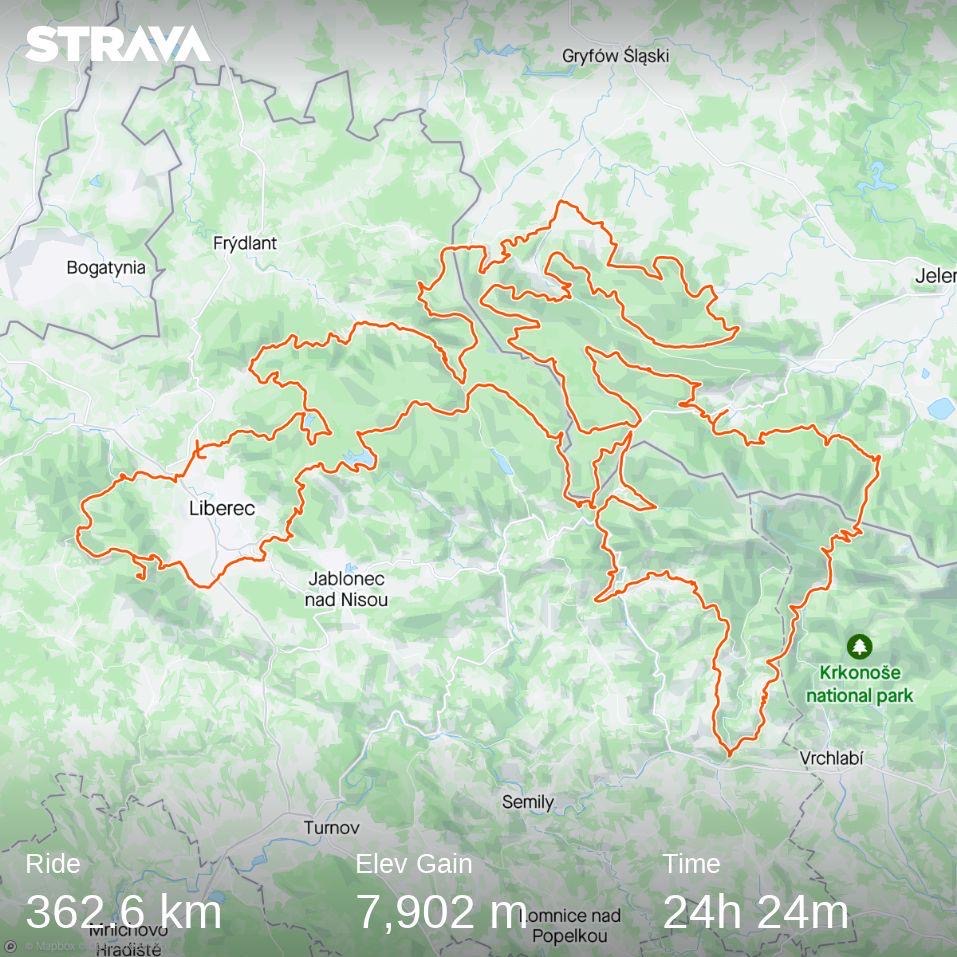 STRAVA
Gryfów Śląski
Frýdlant
Bogatynia
Jeler
Liberec
Jablonec
nad Nisou
Krkonoše
national park
Vrchlabí
Semily
Turnov
Ride
Elev Gain
Time
362.6 km
7,902 m
24h 24m
Lomnice nad
Popelkou
Mnichovo
Hradiště
© Mapbox ©